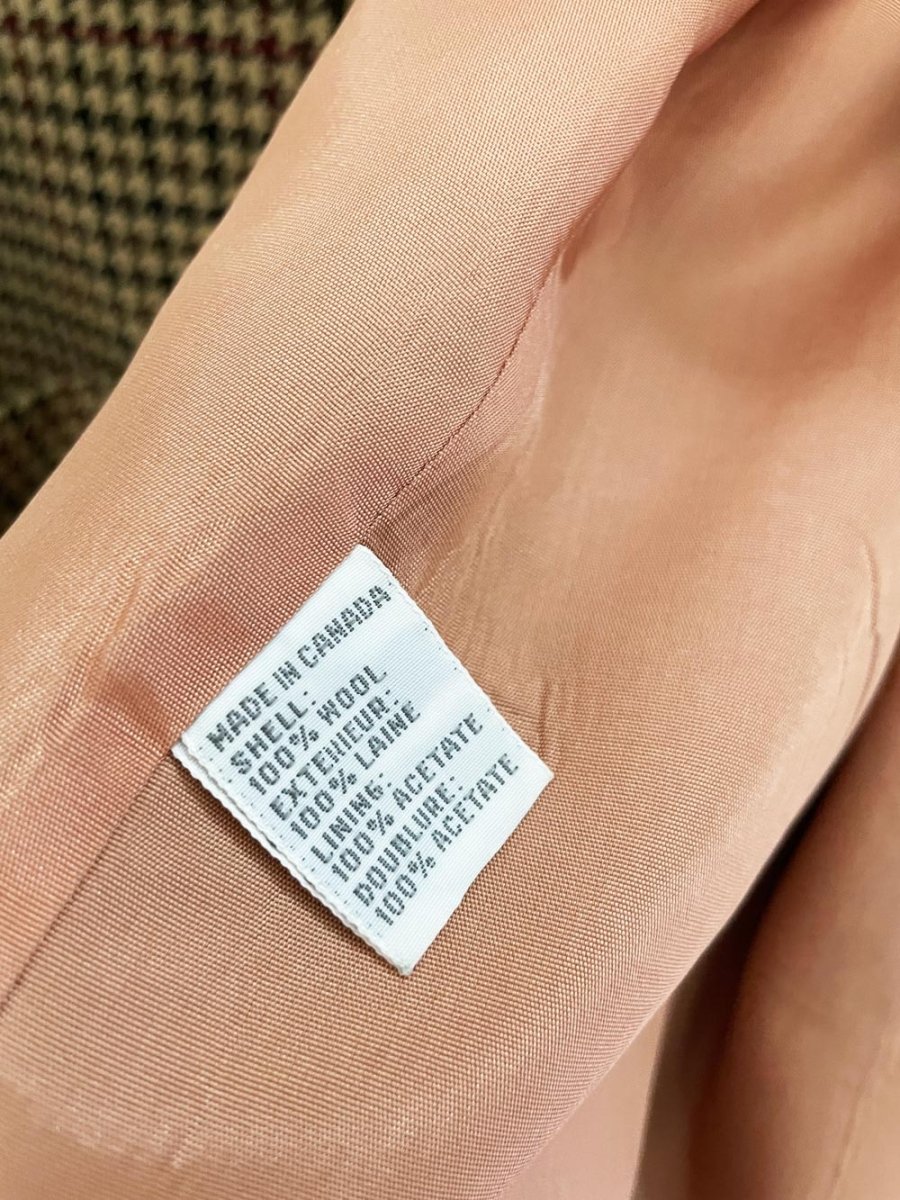 MADE IN CANADA
SHELL:
100% WOOL
EXTERIEUR:
100% LAINE
LINING:
100% ACETATE
DOUBLURE:
100% ACETATE